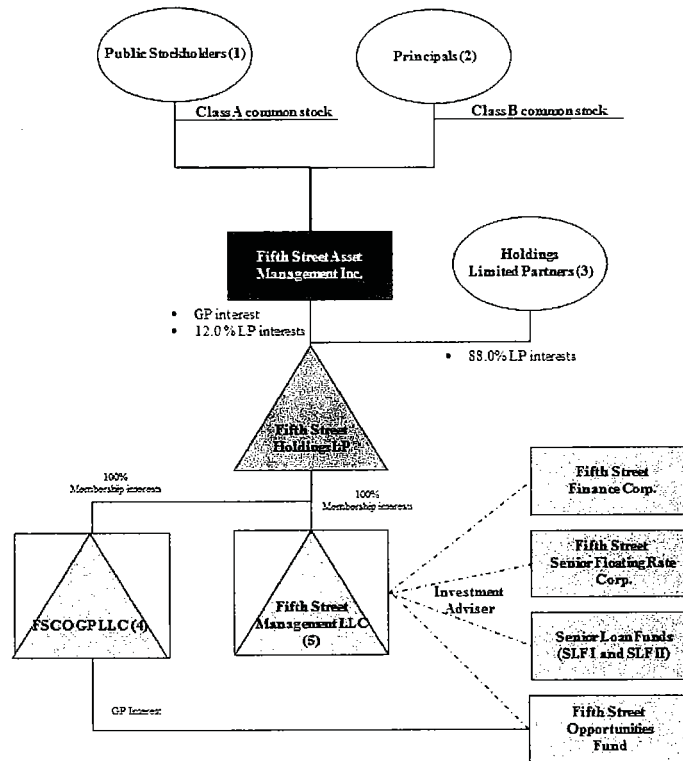 Public Stockholders (1)
Principals (2)
Class A common stock
Class B common stock
Fifth Street Asset
Management Inc.
Holdings
Limited Partners (3)
• GP interest
• 12.0% LP interests
• 88.0% LP interests
Fifth Street
Holdings LP
100%
Membership interests
100%
Membership interests
Fifth Street
Finance Corp.
Fifth Street
Senior Floating Rate
Corp.
Investment
Adviser
FSCO GP LLC (4)
Fifth Street
Management LLC
(5)
Senior Loan Funds
(SLF I and SLF II)
GP Interest
Fifth Street
Opportunities
Fund